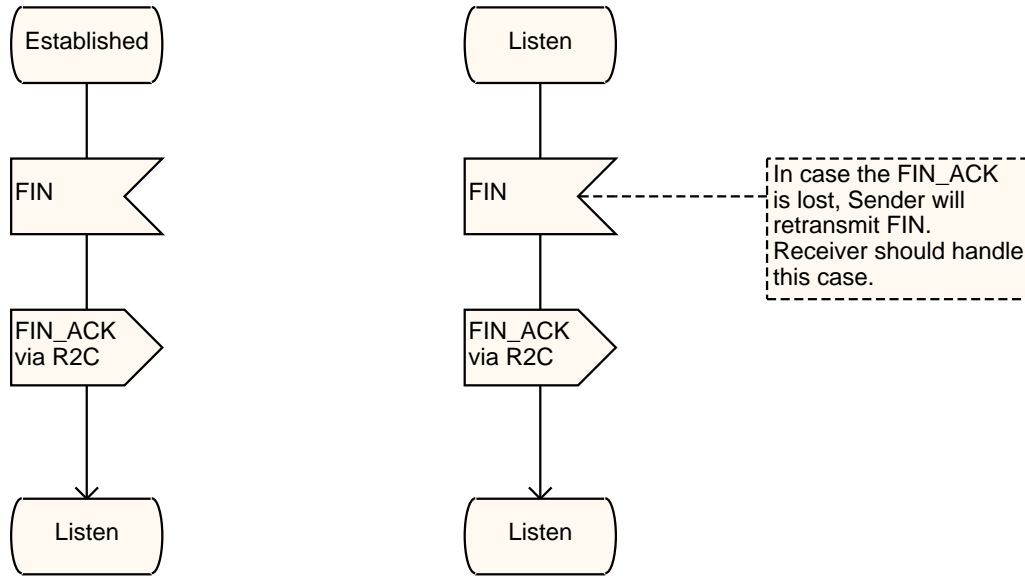 Established
FIN
FIN_ACK
via R2C
Listen
Listen
FIN
In case the FIN_ACK
is lost, Sender will
retransmit FIN.
Receiver should handle
this case.
FIN_ACK
via R2C
Listen